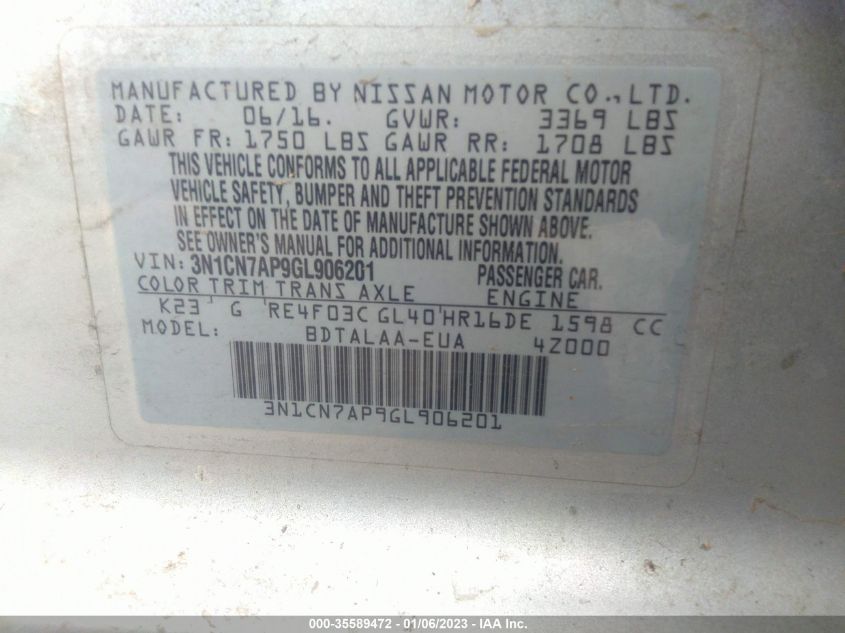 MANUFACTURED BY NISSAN MOTOR CO., LTD.
DATE: 06/16. GVWR: 3369 LBS
GAWR FR: 1750 LBS GAWR RR: 1708 LBS
THIS VEHICLE CONFORMS TO ALL APPLICABLE FEDERAL MOTOR
VEHICLE SAFETY, BUMPER AND THEFT PREVENTION STANDARDS
IN EFFECT ON THE DATE OF MANUFACTURE SHOWN ABOVE.
SEE OWNER'S MANUAL FOR ADDITIONAL INFORMATION.
VIN: 3N1CN7AP9GL906201 PASSENGER CAR.
COLOR TRIM TRANS AXLE ENGINE
K23 ' G 'RE4F03C GL40'HR16DE 1598 CC
MODEL: BDTALAA-EUA 4Z000
3N1CN7AP9GL906201
000-35589472 - 01/06/2023 - IAA Inc.